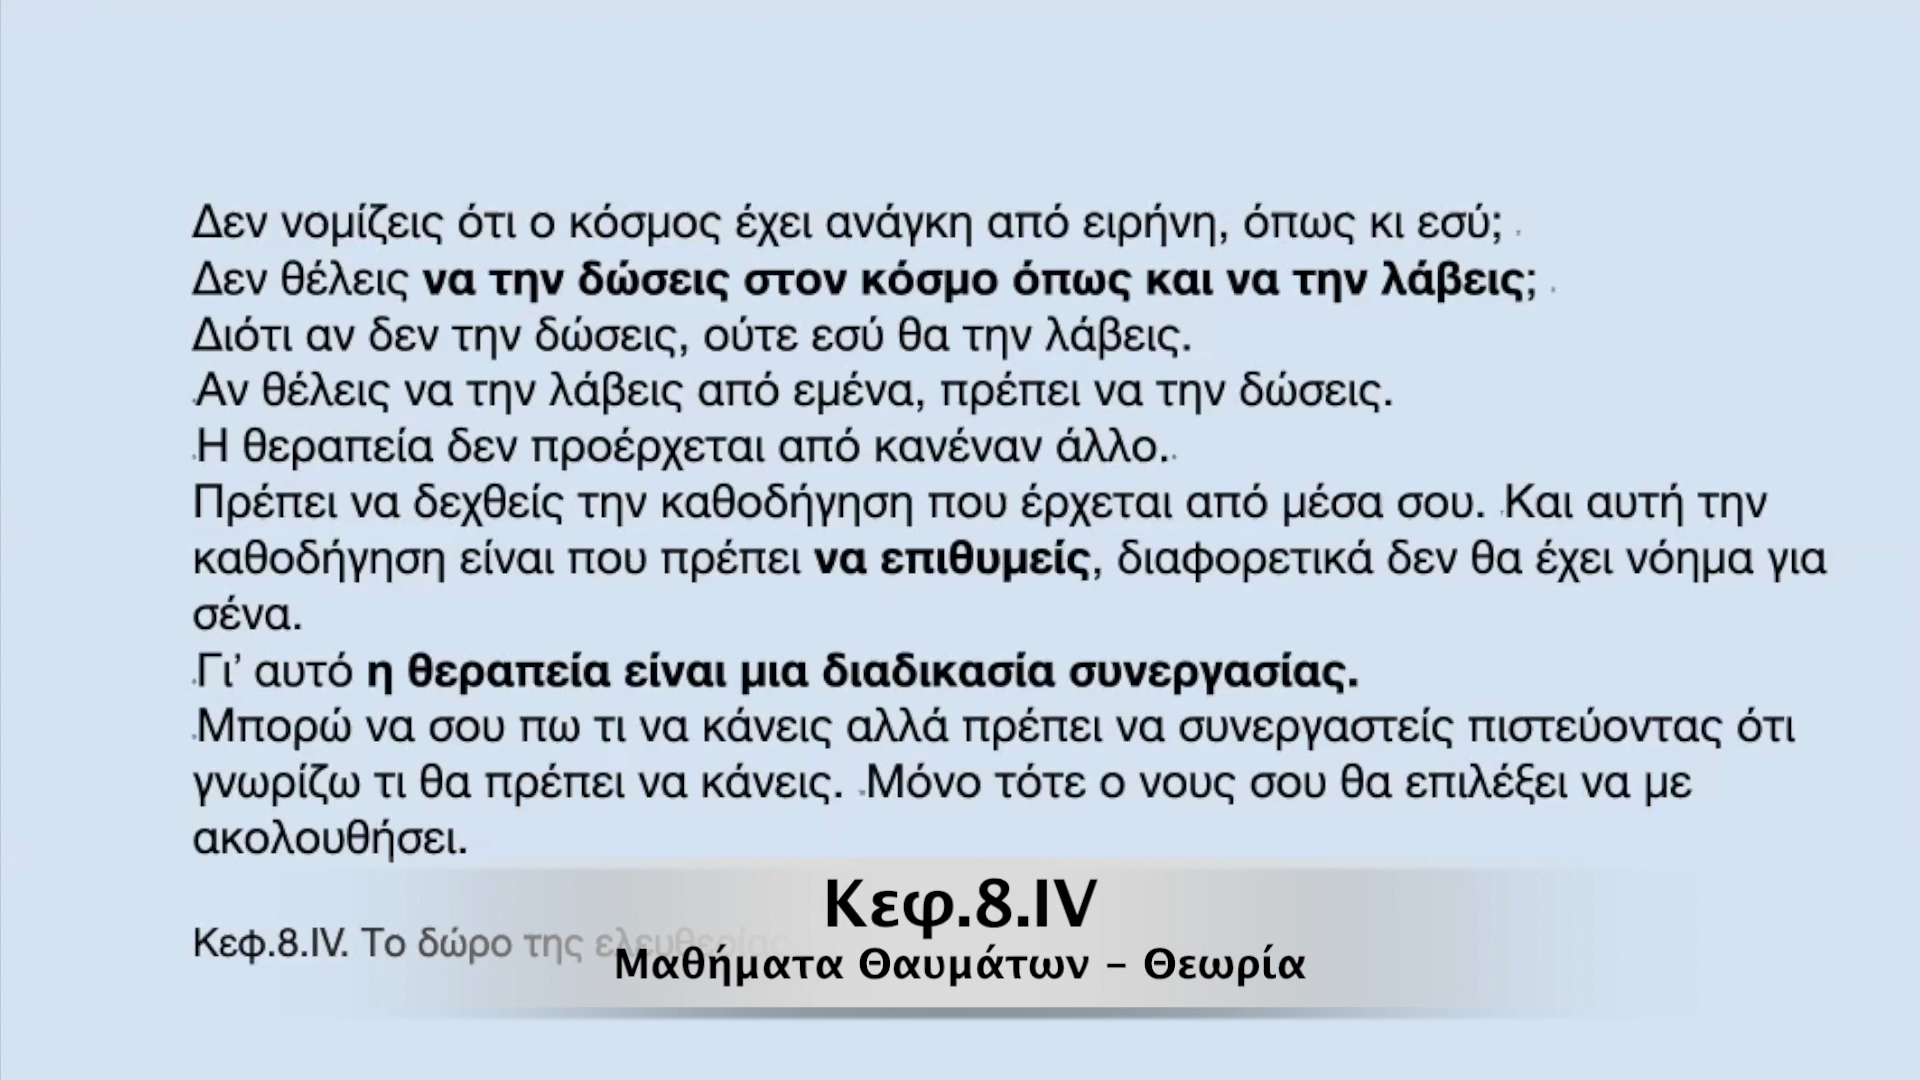 Δεν νομίζεις ότι ο κόσμος έχει ανάγκη από ειρήνη, όπως κι εσύ;
Δεν θέλεις να την δώσεις στον κόσμο όπως και να την λάβεις;
Διότι αν δεν την δώσεις, ούτε εσύ θα την λάβεις.
Αν θέλεις να την λάβεις από εμένα, πρέπει να την δώσεις.
Η θεραπεία δεν προέρχεται από κανέναν άλλο.
Πρέπει να δεχθείς την καθοδήγηση που έρχεται από μέσα σου. Και αυτή την
καθοδήγηση είναι που πρέπει να επιθυμείς, διαφορετικά δεν θα έχει νόημα για
σένα.
Γι’ αυτό η θεραπεία είναι μια διαδικασία συνεργασίας.
Μπορώ να σου πω τι να κάνεις αλλά πρέπει να συνεργαστείς πιστεύοντας ότι
γνωρίζω τι θα πρέπει να κάνεις. Μόνο τότε ο νους σου θα επιλέξει να με
ακολουθήσει.
Κεφ.8.IV
Κεφ.8.IV. Το δώρο της ελευθερίας
Μαθήματα Θαυμάτων – Θεωρία